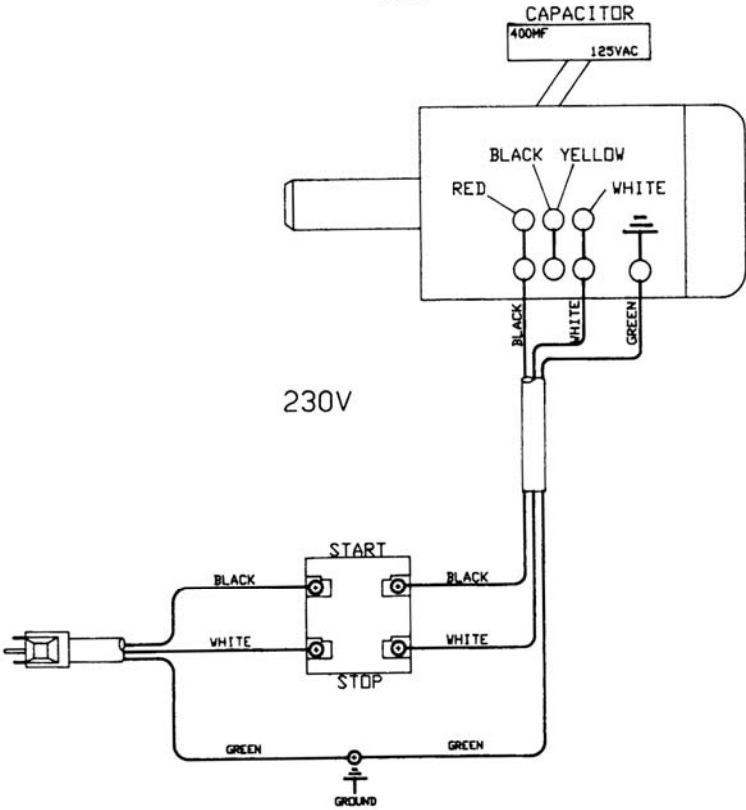 CAPACITOR
400MF
125VAC
BLACK YELLOW
RED WHITE
BLACK WHITE GREEN
230V
START
BLACK BLACK
WHITE WHITE
STOP
GREEN GREEN
GROUND